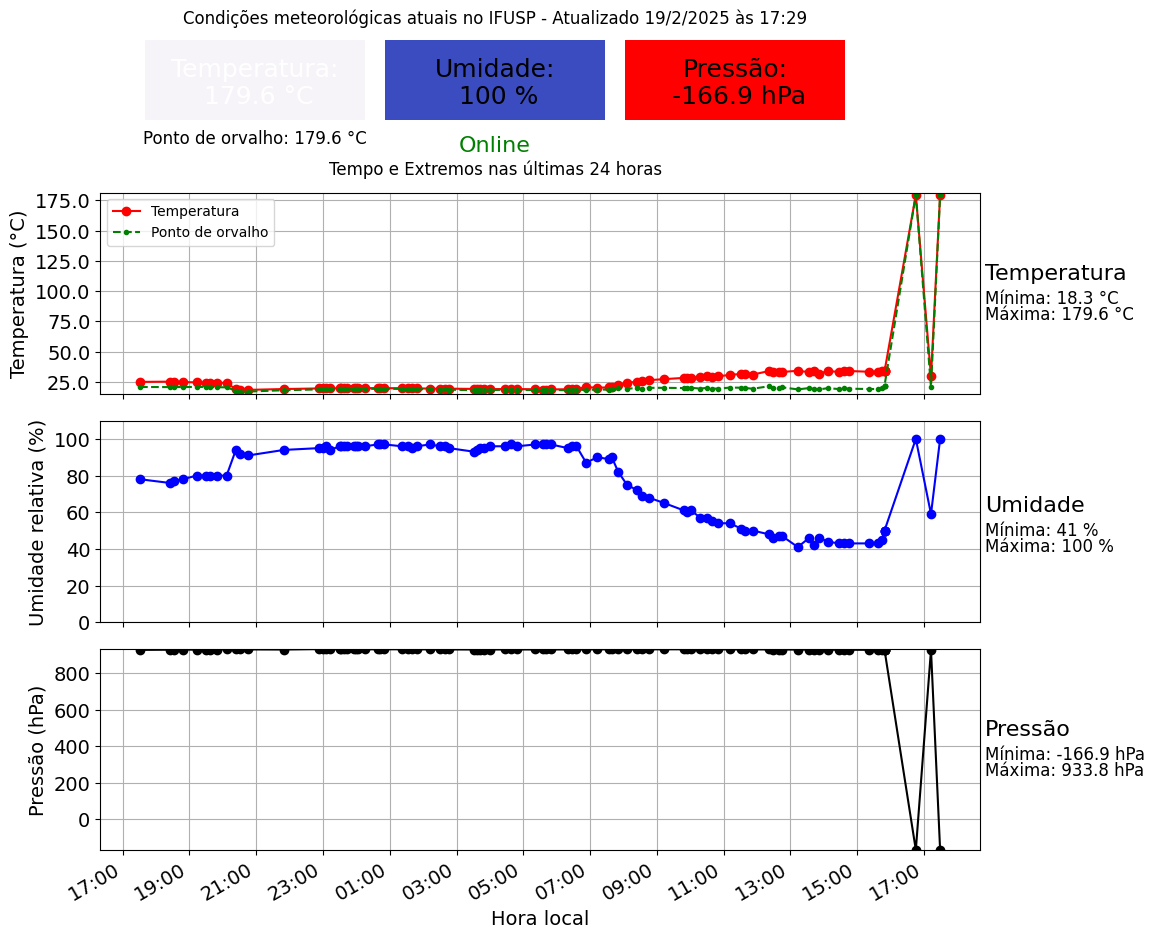 Condições meteorológicas atuais no IFUSP - Atualizado 19/2/2025 às 17:29
Temperatura:
179.6 °C
Umidade:
100 %
Pressão:
-166.9 hPa
Ponto de orvalho: 179.6 °C
Online
Tempo e Extremos nas últimas 24 horas
Temperatura (°C)
175.0
150.0
125.0
100.0
75.0
50.0
25.0
Temperatura
Ponto de orvalho
Temperatura
Mínima: 18.3 °C
Máxima: 179.6 °C
Umidade relativa (%)
100
80
60
40
20
0
Umidade
Mínima: 41 %
Máxima: 100 %
Pressão (hPa)
800
600
400
200
0
Pressão
Mínima: -166.9 hPa
Máxima: 933.8 hPa
17:00 19:00 21:00 23:00 01:00 03:00 05:00 07:00 09:00 11:00 13:00 15:00 17:00
Hora local